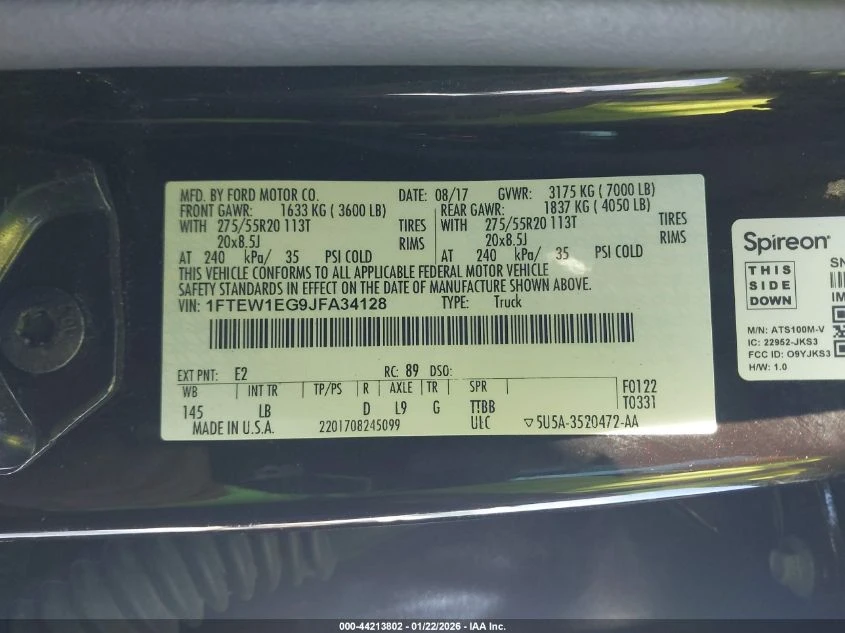 MFD. BY FORD MOTOR CO. DATE: 08/17 GVWR: 3175 KG ( 7000 LB)
FRONT GAWR: 1633 KG ( 3600 LB) REAR GAWR: 1837 KG ( 4050 LB)
WITH 275/55R20 113T TIRES WITH 275/55R20 113T TIRES
20x8.5J RIMS 20x8.5J RIMS
AT 240 kPa/ 35 PSI COLD AT 240 kPa/ 35 PSI COLD
THIS VEHICLE CONFORMS TO ALL APPLICABLE FEDERAL MOTOR VEHICLE
SAFETY STANDARDS IN EFFECT ON THE DATE OF MANUFACTURE SHOWN ABOVE.
VIN: 1FTEW1EG9JFA34128 TYPE: Truck
EXT PNT: E2 RC: 89 DSO:
WB INT TR TP/PS R AXLE TR SPR F0122
145 LB D L9 G TTBB T0331
MADE IN U.S.A. 2201708245099 ULC ▽5U5A-3520472-AA
Spireon
THIS SIDE DOWN
SN
IM
M/N: ATS100M-V
IC: 22952-JKS3
FCC ID: O9YJKS3
H/W: 1.0
000-44213802 - 01/22/2026 - IAA Inc.